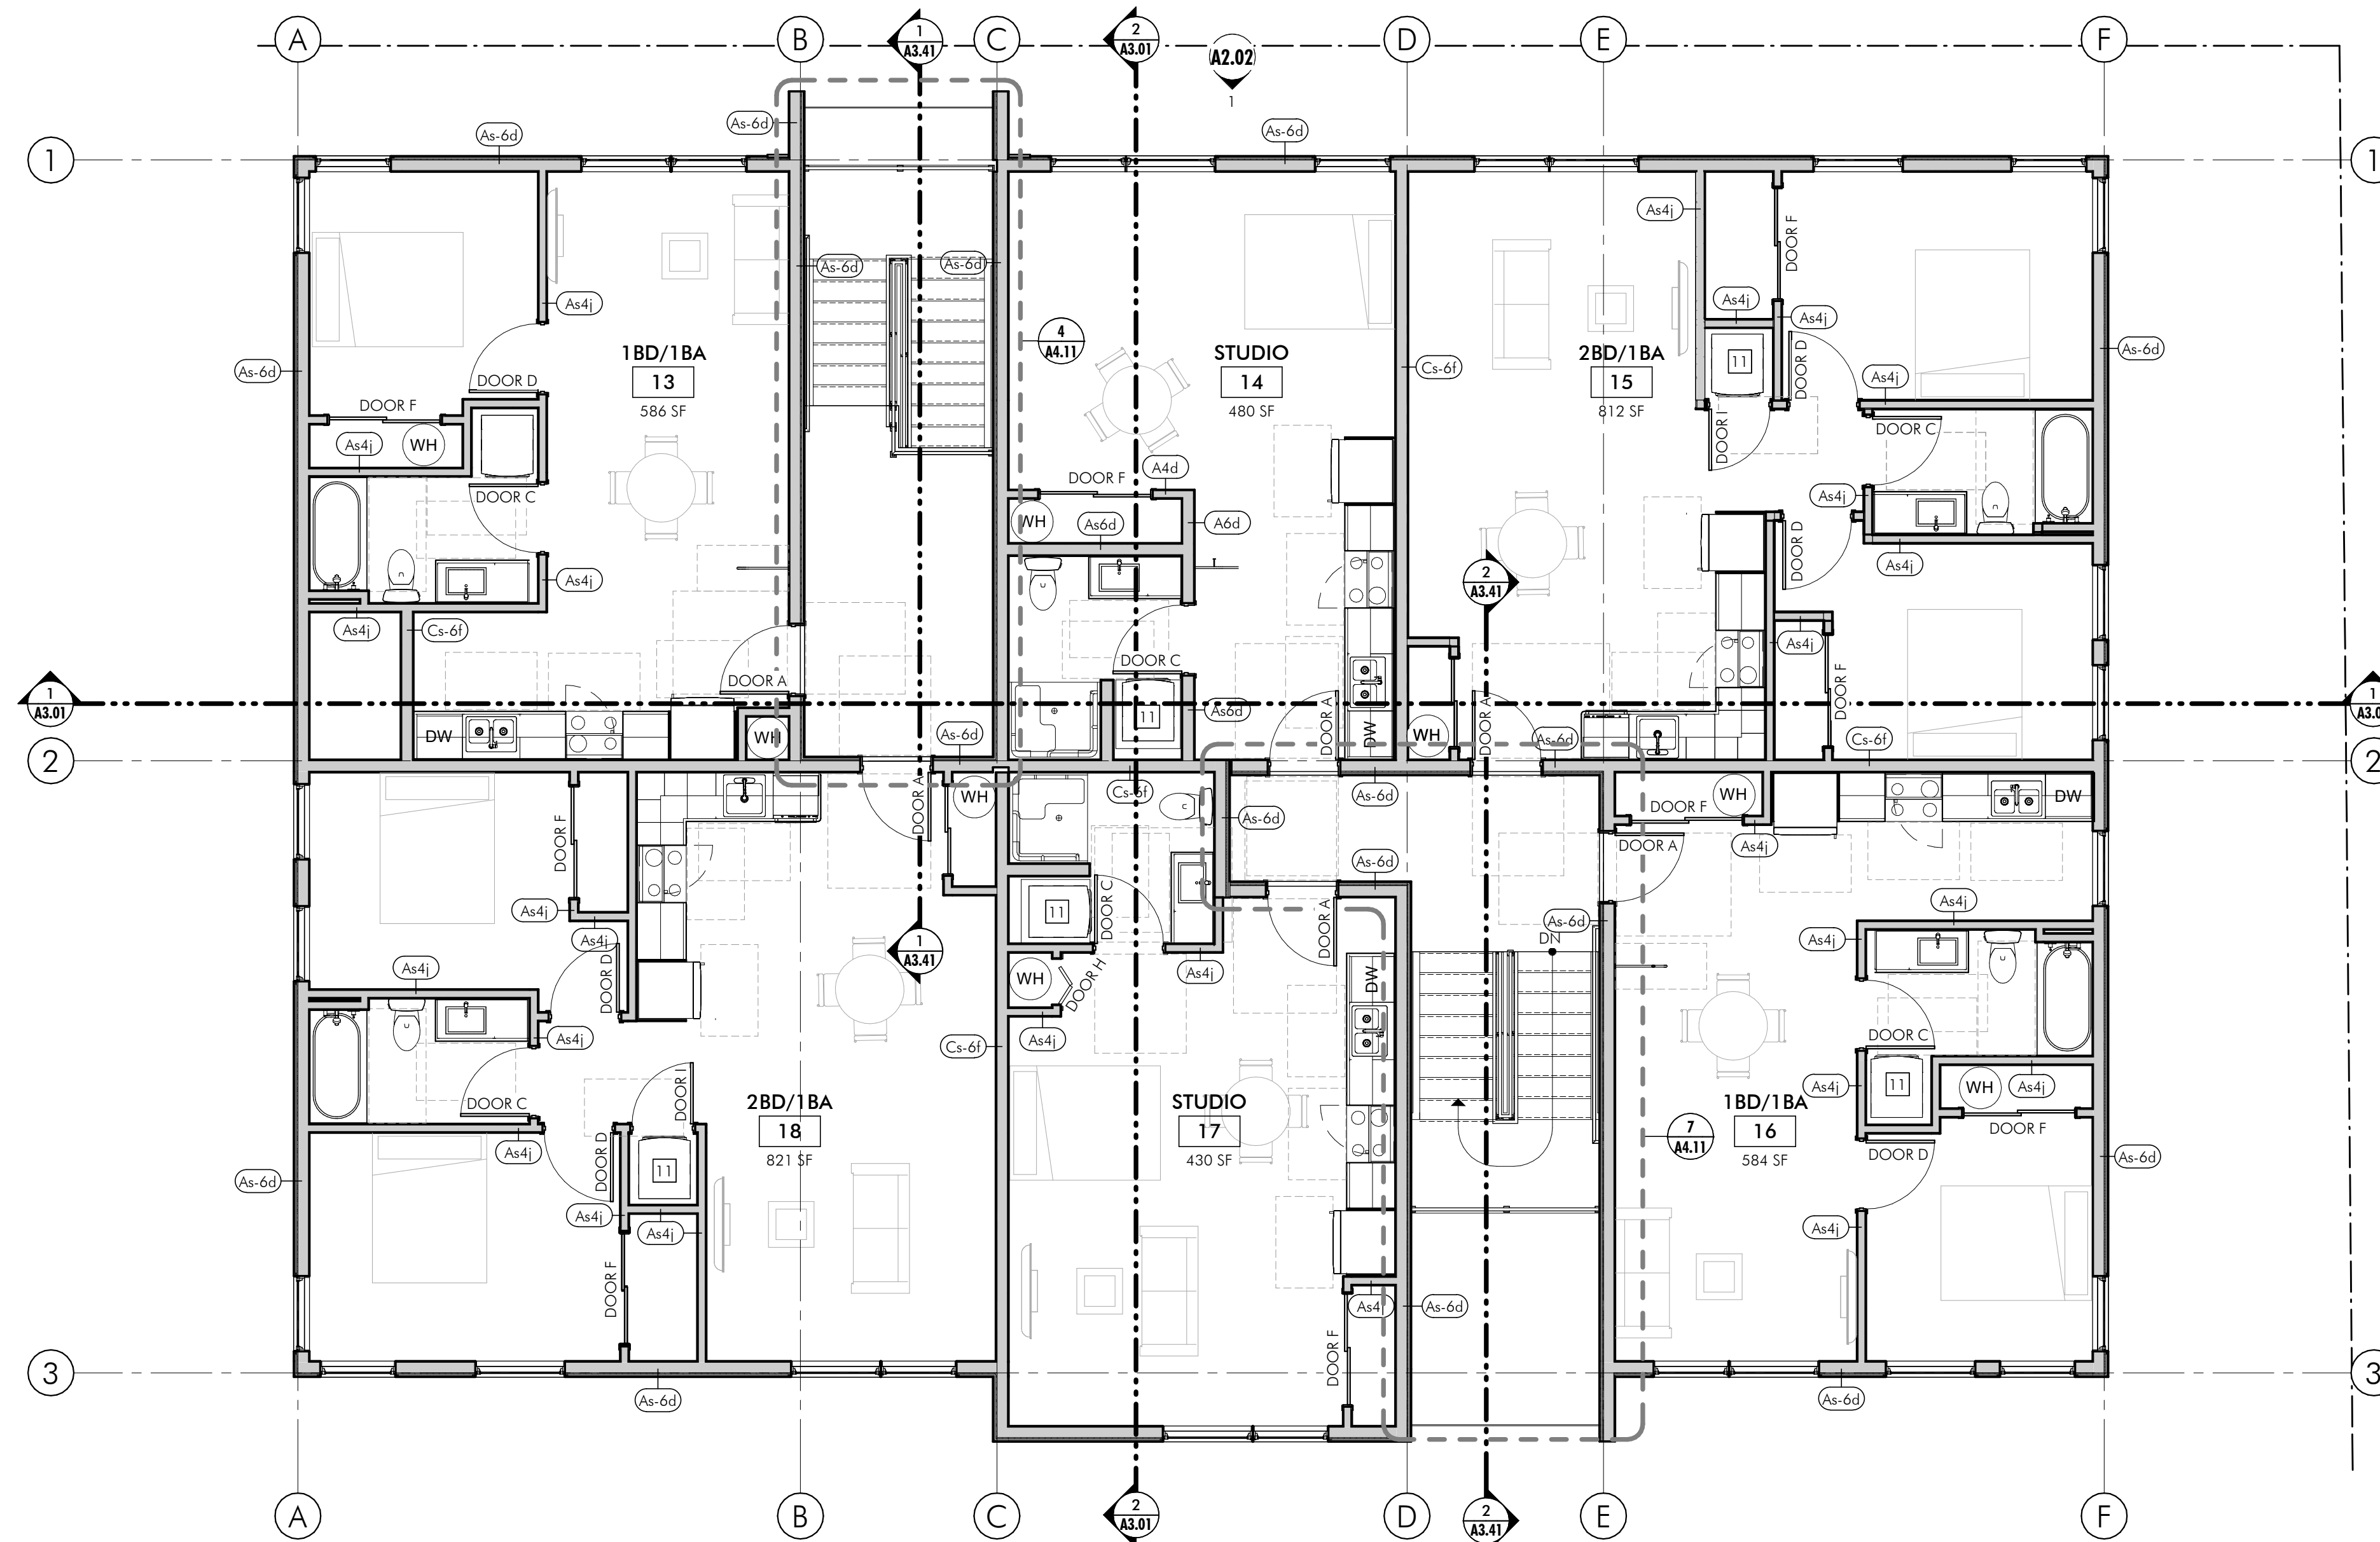 A
B
1
A3.41
C
2
A3.01
A2.02
1
D
E
F
1
1
As-6d
As-6d
As-6d
As-6d
As-6d
As4j
DOOR F
As4j
As4j
As4j
4
A4.11
1BD/1BA
13
586 SF
STUDIO
14
480 SF
2BD/1BA
15
812 SF
11
DOOR D
As-6d
Cs-6f
As-6d
DOOR D
DOOR F
As4j
WH
As4j
DOOR I
DOOR C
DOOR C
DOOR F
A4d
As4j
WH
As6d
A6d
DOOR D
As4j
As4j
2
A3.41
As4j
Cs-6f
As4j
DOOR F
DOOR C
DOOR A
1
A3.01
1
A3.0
11
As6d
DOOR A
DOOR A
DW
WH
As-6d
DW
WH
As-6d
Cs-6f
2
2
DOOR F
DOOR A
WH
Cs-6f
As-6d
As-6d
DOOR F
WH
DW
DOOR A
As4j
As-6d
As4j
As4j
DOOR D
11
DOOR C
DOOR A
As-6d
DN
As4j
As4j
1
A3.41
As4j
As4j
WH
DOOR H
DW
As4j
Cs-6f
As4j
DOOR C
DOOR C
DOOR I
2BD/1BA
18
821 SF
STUDIO
17
430 SF
7
A4.11
1BD/1BA
16
584 SF
As4j
11
WH
As4j
DOOR F
DOOR D
As4j
DOOR D
11
As-6d
As-6d
As4j
As4j
As4j
DOOR F
As4j
As-6d
DOOR F
3
3
As-6d
As-6d
A
B
C
2
A3.01
D
2
A3.41
E
F